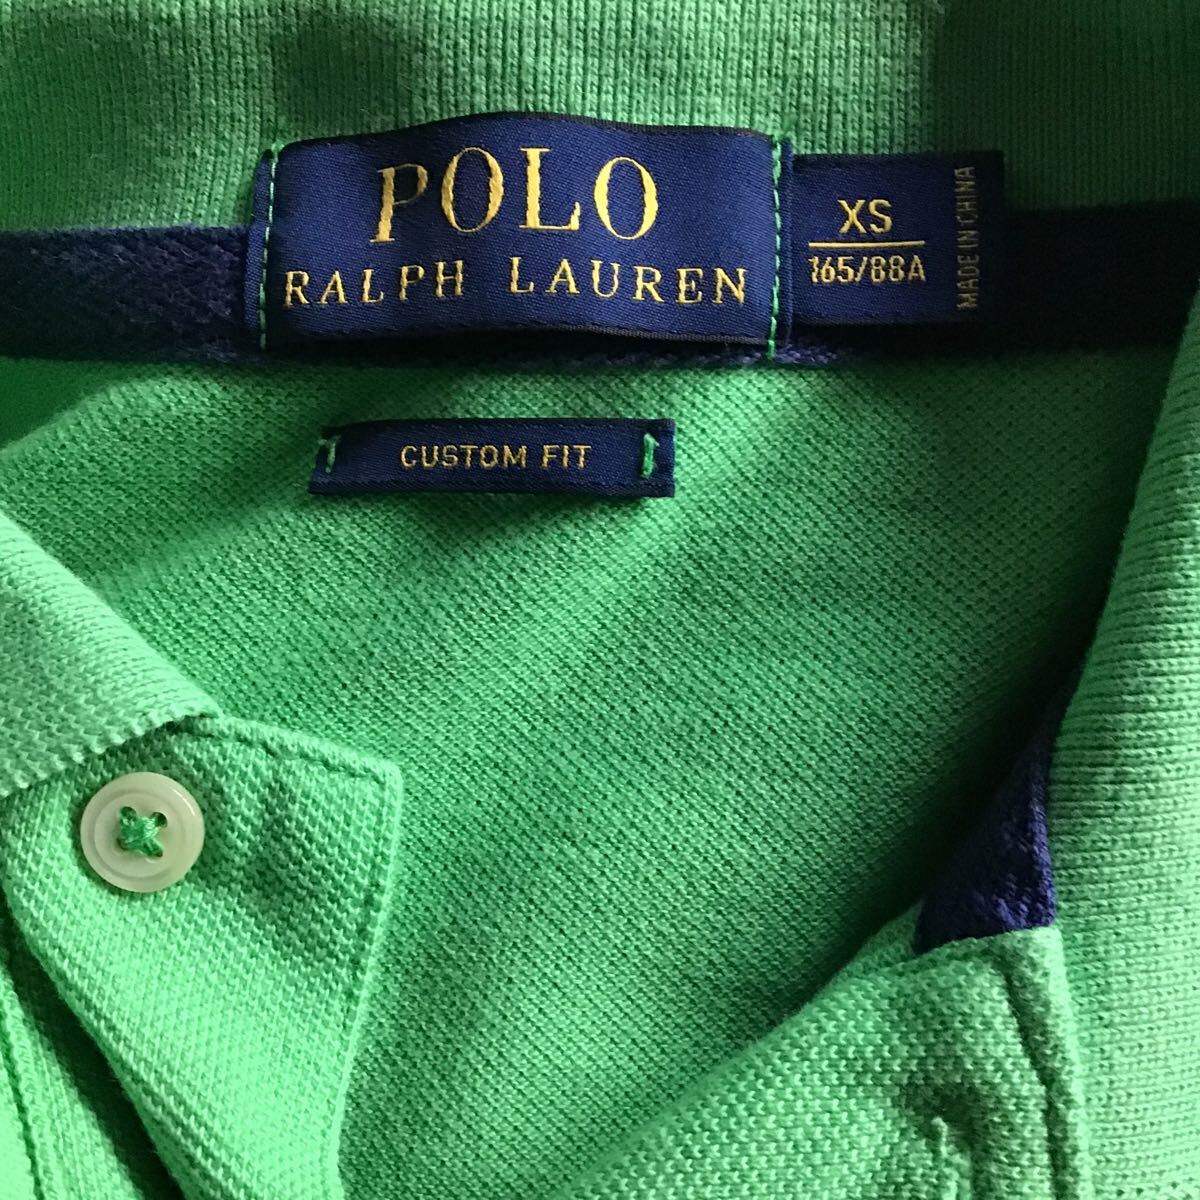 POLO
RALPH LAUREN
XS
165/88A
MADE IN CHINA
CUSTOM FIT